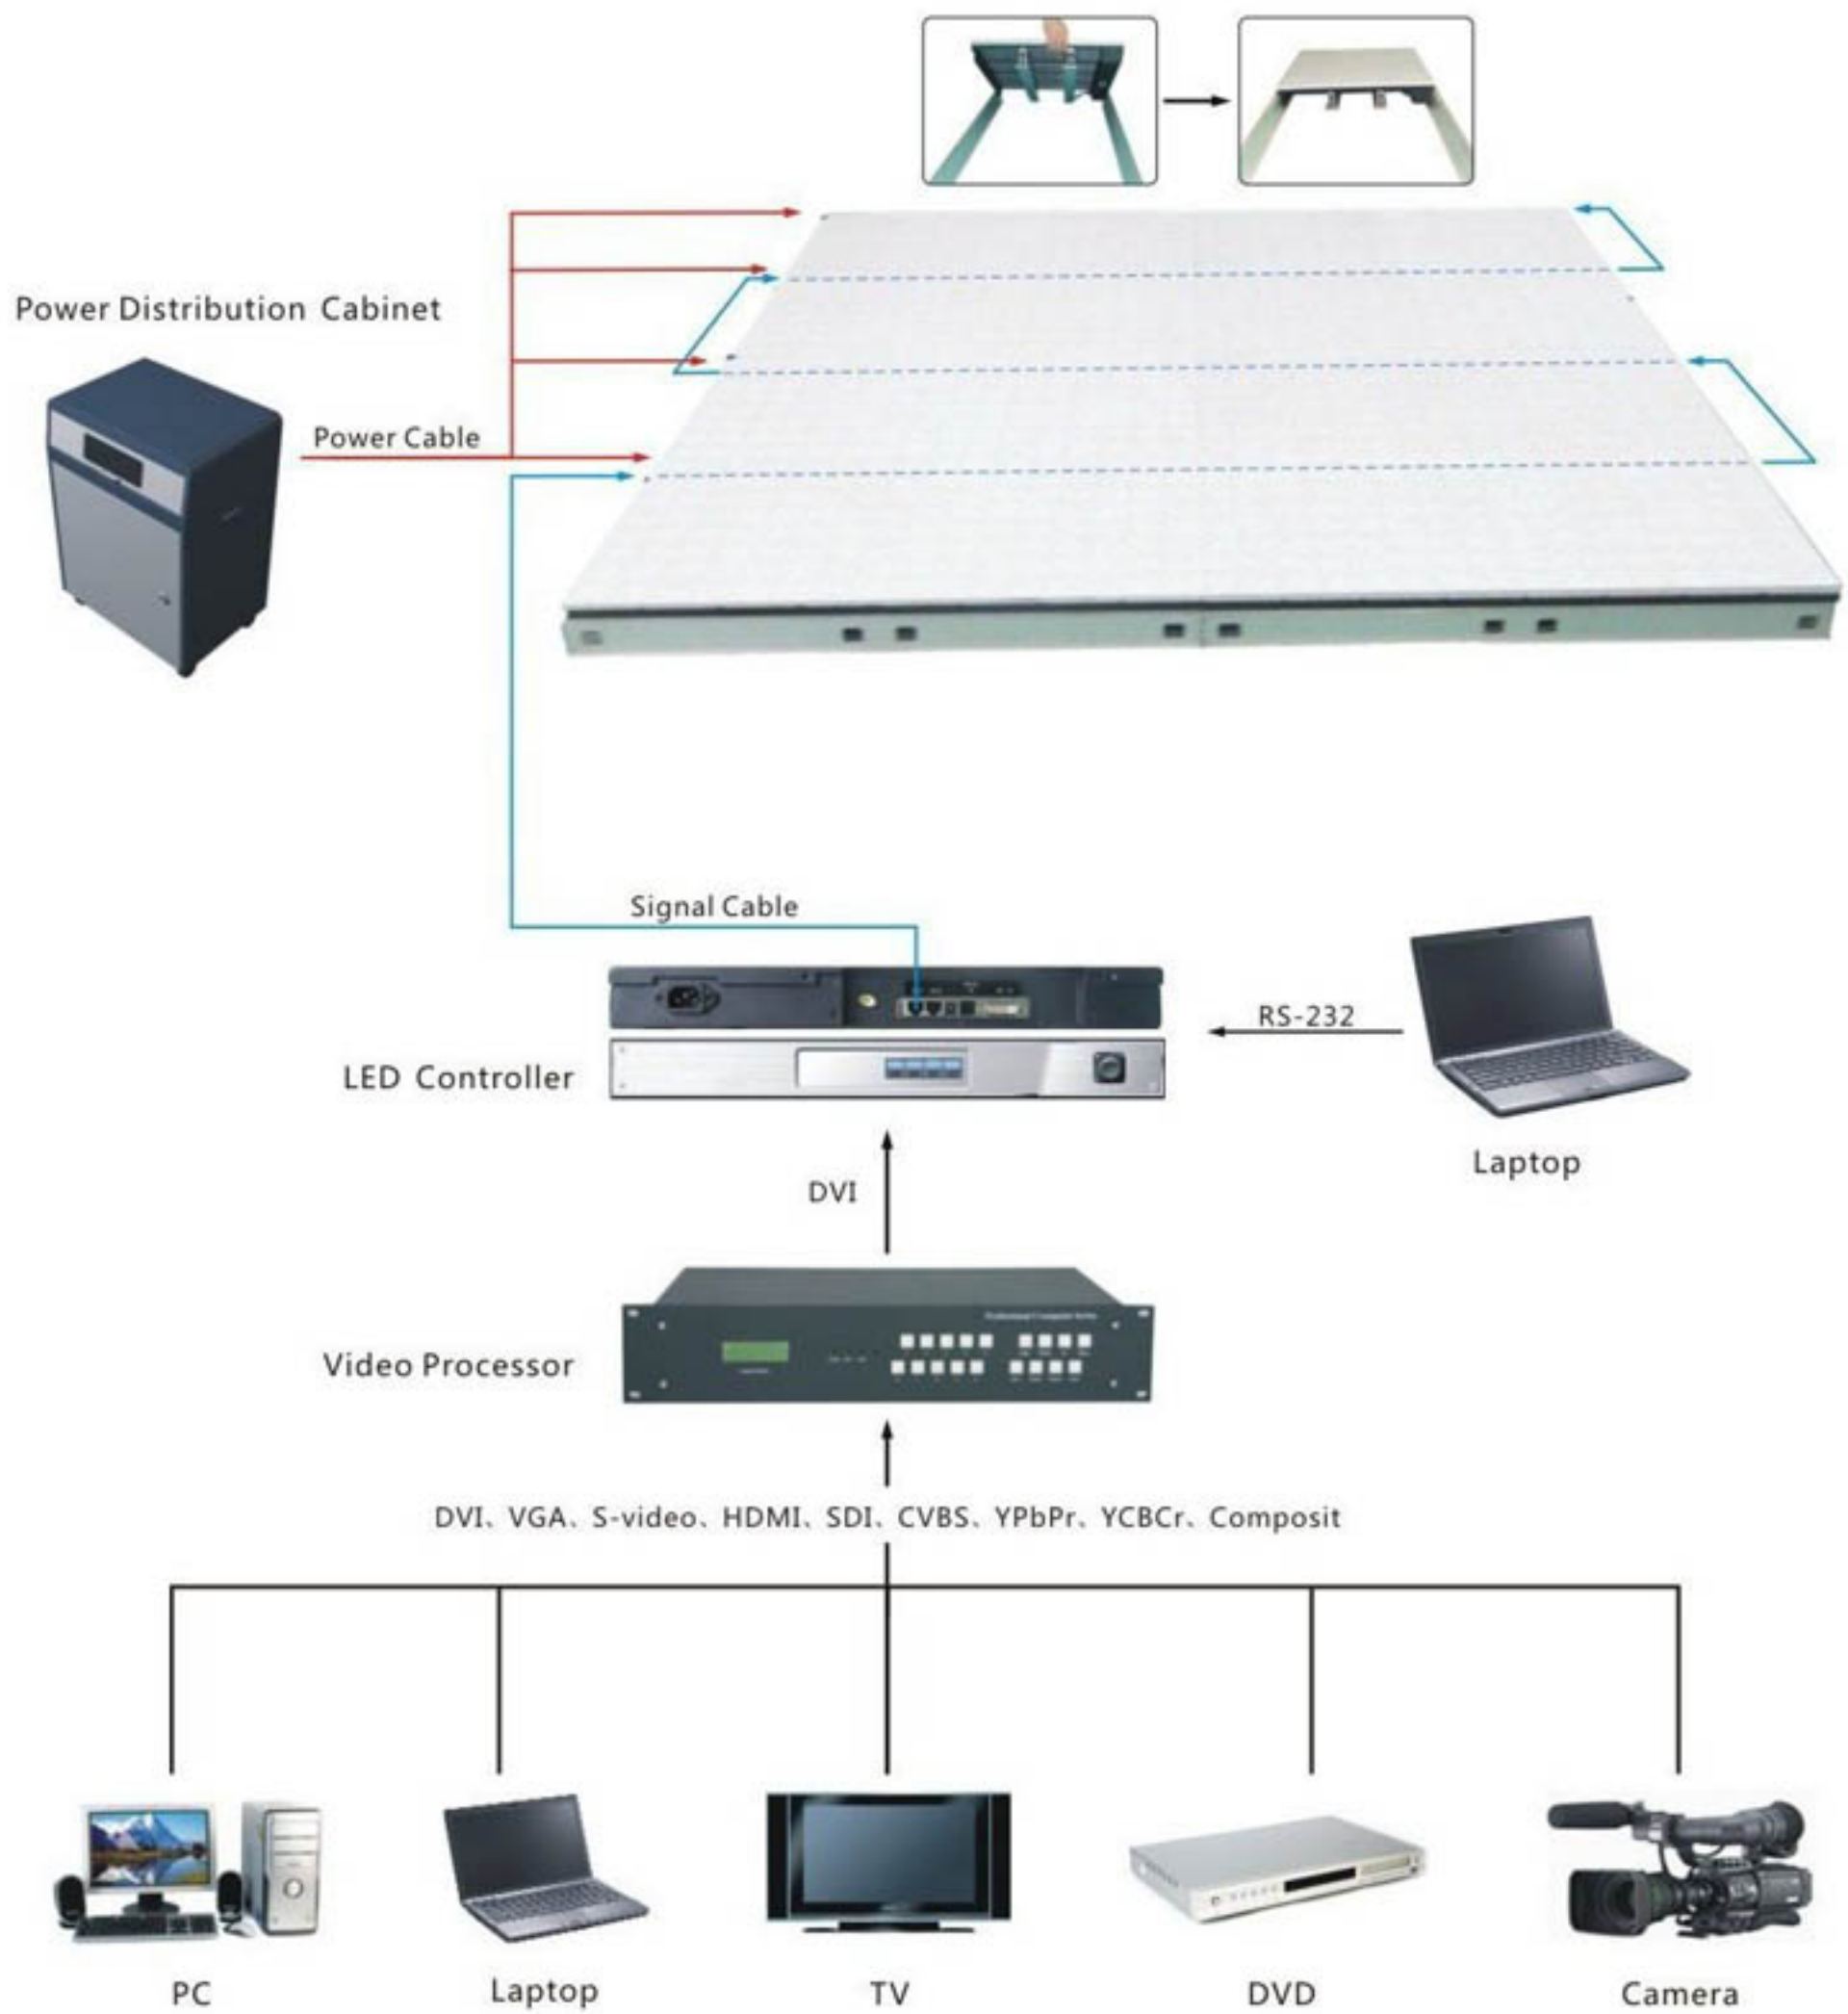 Power Distribution Cabinet
Power Cable
Signal Cable
RS-232
LED Controller
Laptop
DVI
Video Processor
DVI、VGA、S-video、HDMI、SDI、CVBS、YPbPr、YCBCr、Composit
PC
Laptop
TV
DVD
Camera